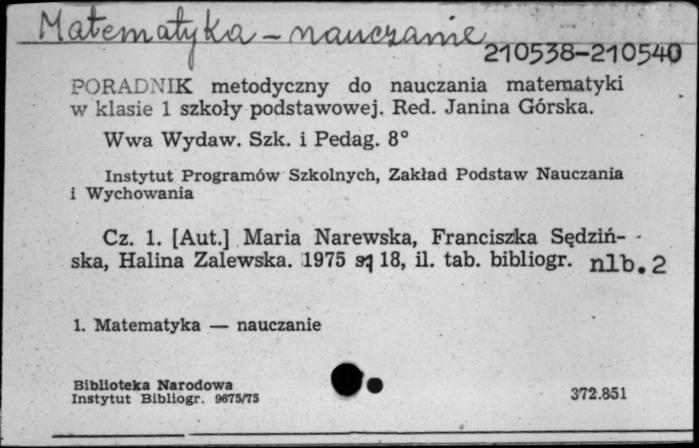 Matematyka - nauczanie
210538-210540
PORADNIK metodyczny do nauczania matematyki
w klasie 1 szkoły podstawowej. Red. Janina Górska.
Wwa Wydaw. Szk. i Pedag. 8°
Instytut Programów Szkolnych, Zakład Podstaw Nauczania
i Wychowania
Cz. 1. [Aut.] Maria Narewska, Franciszka Sędziń-
ska, Halina Zalewska. 1975 s. 18, il. tab. bibliogr. nlb. 2
1. Matematyka — nauczanie
Biblioteka Narodowa
Instytut Bibliogr. 9675/75
372.851